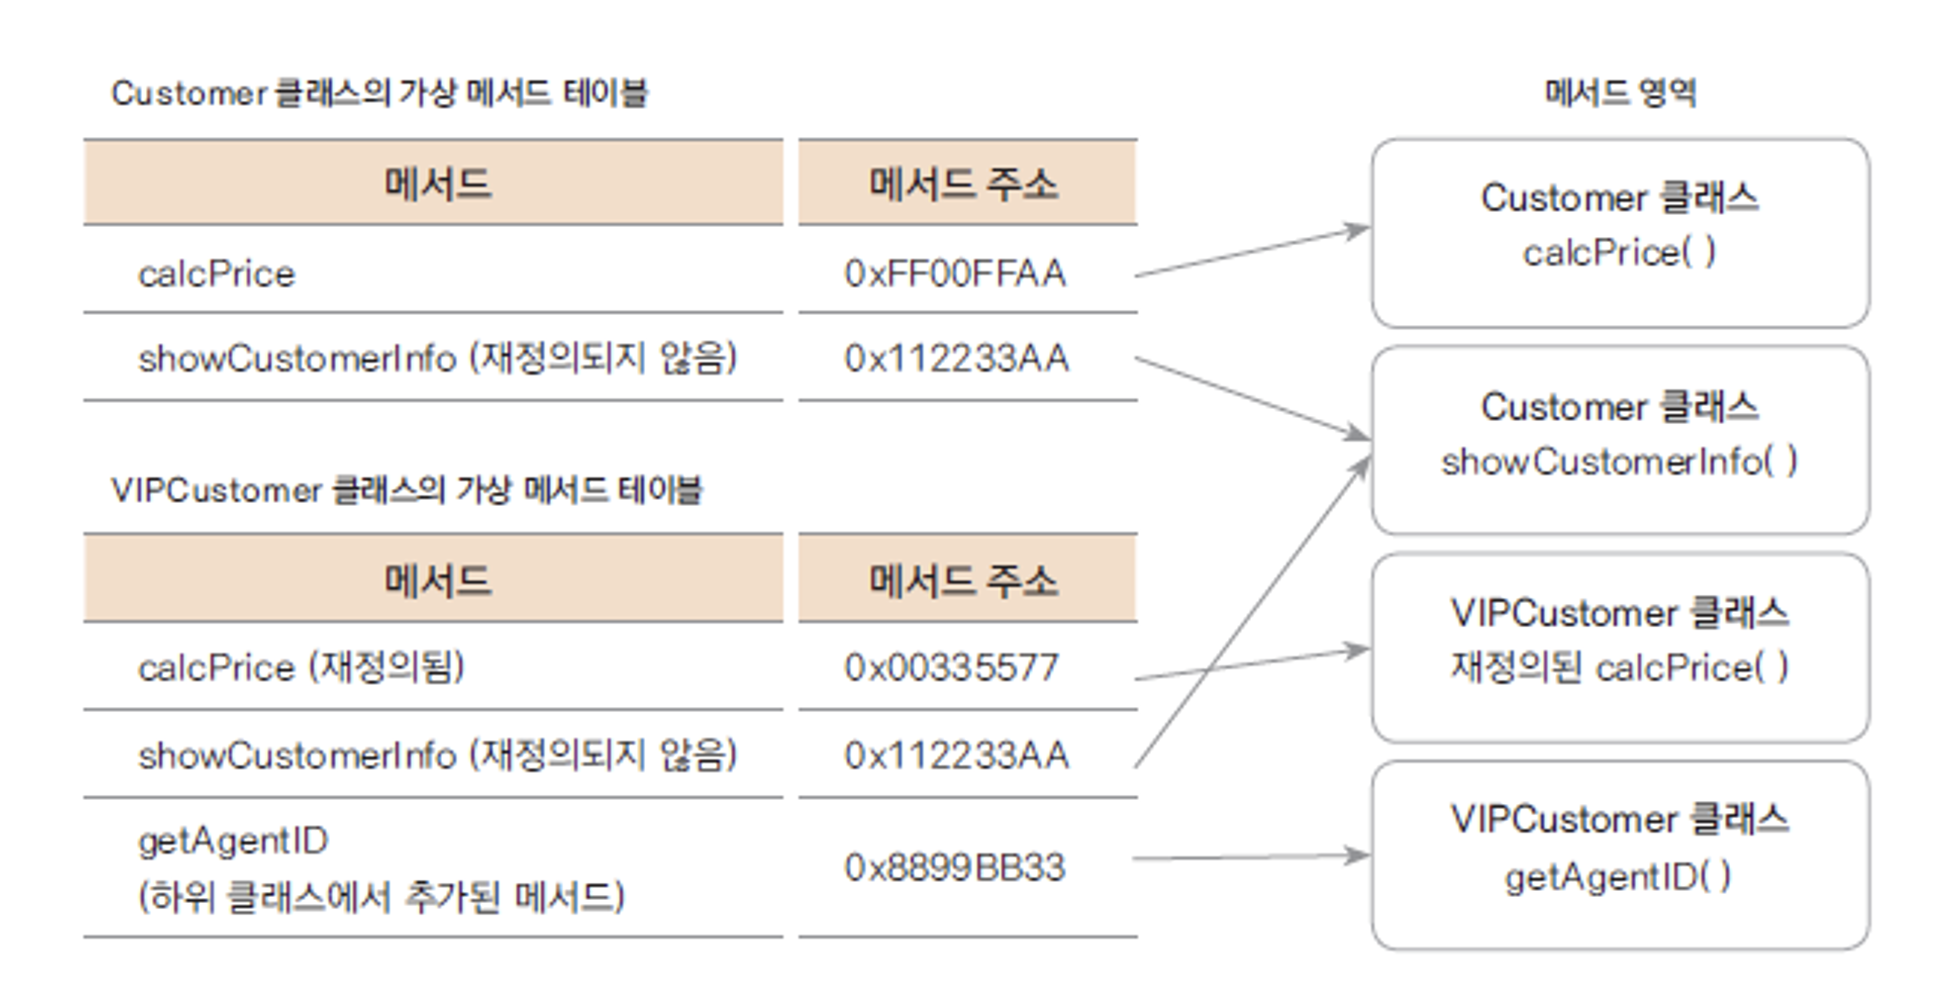 Customer 클래스의 가상 메서드 테이블
메서드 메서드 주소
calcPrice 0xFF00FFAA
showCustomerInfo (재정의되지 않음) 0x112233AA
VIPCustomer 클래스의 가상 메서드 테이블
메서드 메서드 주소
calcPrice (재정의됨) 0x00335577
showCustomerInfo (재정의되지 않음) 0x112233AA
getAgentID
(하위 클래스에서 추가된 메서드)
0x8899BB33
메서드 영역
Customer 클래스
calcPrice( )
Customer 클래스
showCustomerInfo( )
VIPCustomer 클래스
재정의된 calcPrice( )
VIPCustomer 클래스
getAgentID( )